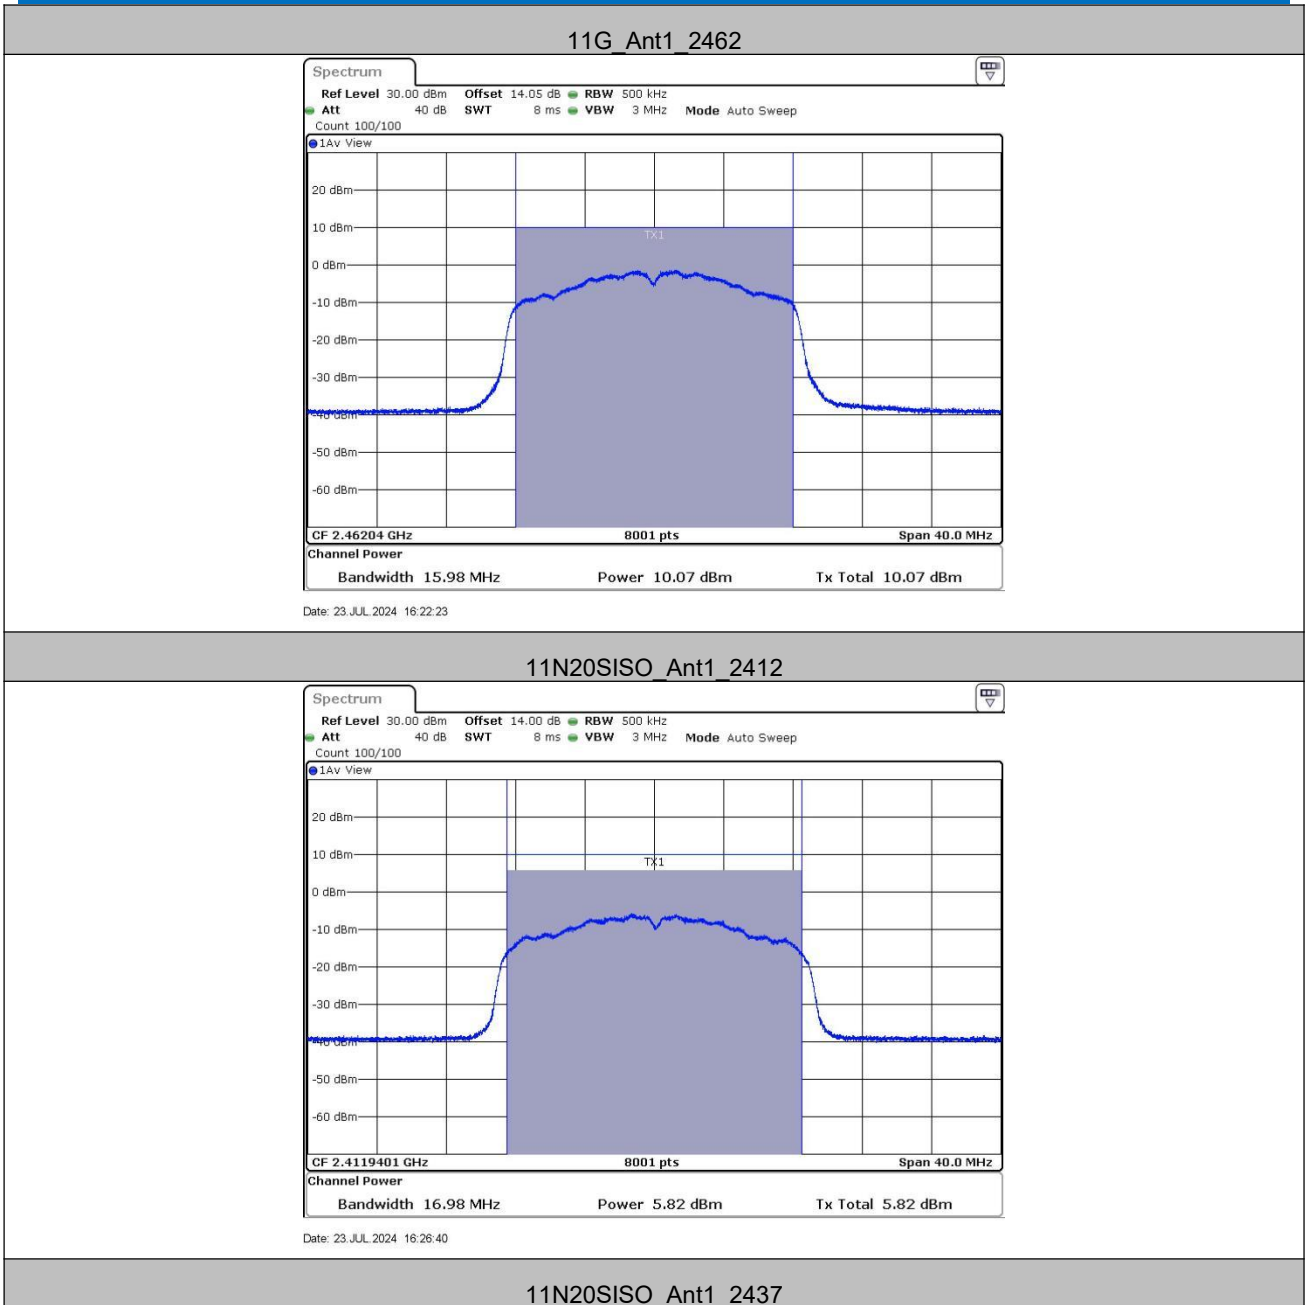 11G_Ant1_2462
Spectrum
Ref Level 30.00 dBm Offset 14.05 dB RBW 500 kHz
Att 40 dB SWT 8 ms VBW 3 MHz Mode Auto Sweep
Count 100/100
1Av View
20 dBm
10 dBm
TX1
0 dBm
-10 dBm
-20 dBm
-30 dBm
-40 dBm
-50 dBm
-60 dBm
CF 2.46204 GHz 8001 pts Span 40.0 MHz
Channel Power
Bandwidth 15.98 MHz Power 10.07 dBm Tx Total 10.07 dBm
Date: 23.JUL.2024 16:22:23
11N20SISO_Ant1_2412
Spectrum
Ref Level 30.00 dBm Offset 14.00 dB RBW 500 kHz
Att 40 dB SWT 8 ms VBW 3 MHz Mode Auto Sweep
Count 100/100
1Av View
20 dBm
10 dBm
TX1
0 dBm
-10 dBm
-20 dBm
-30 dBm
-40 dBm
-50 dBm
-60 dBm
CF 2.4119401 GHz 8001 pts Span 40.0 MHz
Channel Power
Bandwidth 16.98 MHz Power 5.82 dBm Tx Total 5.82 dBm
Date: 23.JUL.2024 16:26:40
11N20SISO_Ant1_2437